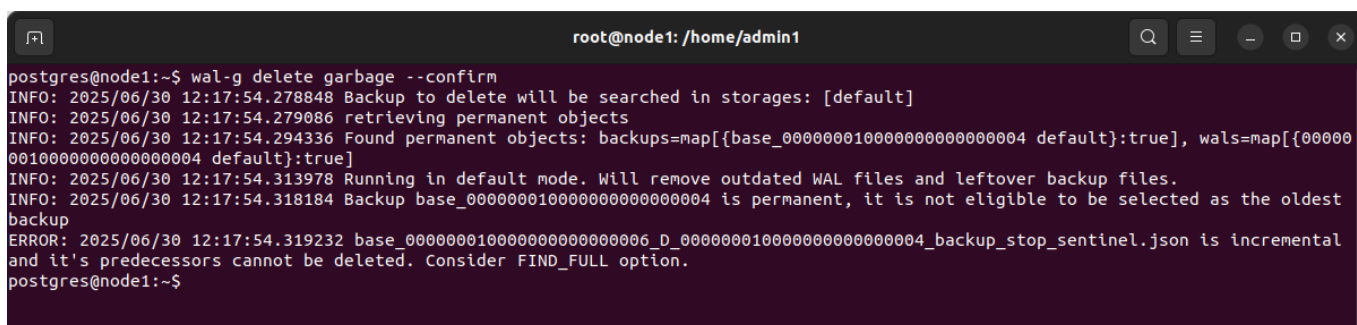 root@node1: /home/admin1
postgres@node1:~$ wal-g delete garbage --confirm
INFO: 2025/06/30 12:17:54.278848 Backup to delete will be searched in storages: [default]
INFO: 2025/06/30 12:17:54.279086 retrieving permanent objects
INFO: 2025/06/30 12:17:54.294336 Found permanent objects: backups=map[{base_000000010000000000000004 default}:true], wals=map[{00000
0010000000000000004 default}:true]
INFO: 2025/06/30 12:17:54.313978 Running in default mode. Will remove outdated WAL files and leftover backup files.
INFO: 2025/06/30 12:17:54.318184 Backup base_000000010000000000000004 is permanent, it is not eligible to be selected as the oldest
backup
ERROR: 2025/06/30 12:17:54.319232 base_000000010000000000000006_D_000000010000000000000004_backup_stop_sentinel.json is incremental
and it's predecessors cannot be deleted. Consider FIND_FULL option.
postgres@node1:~$